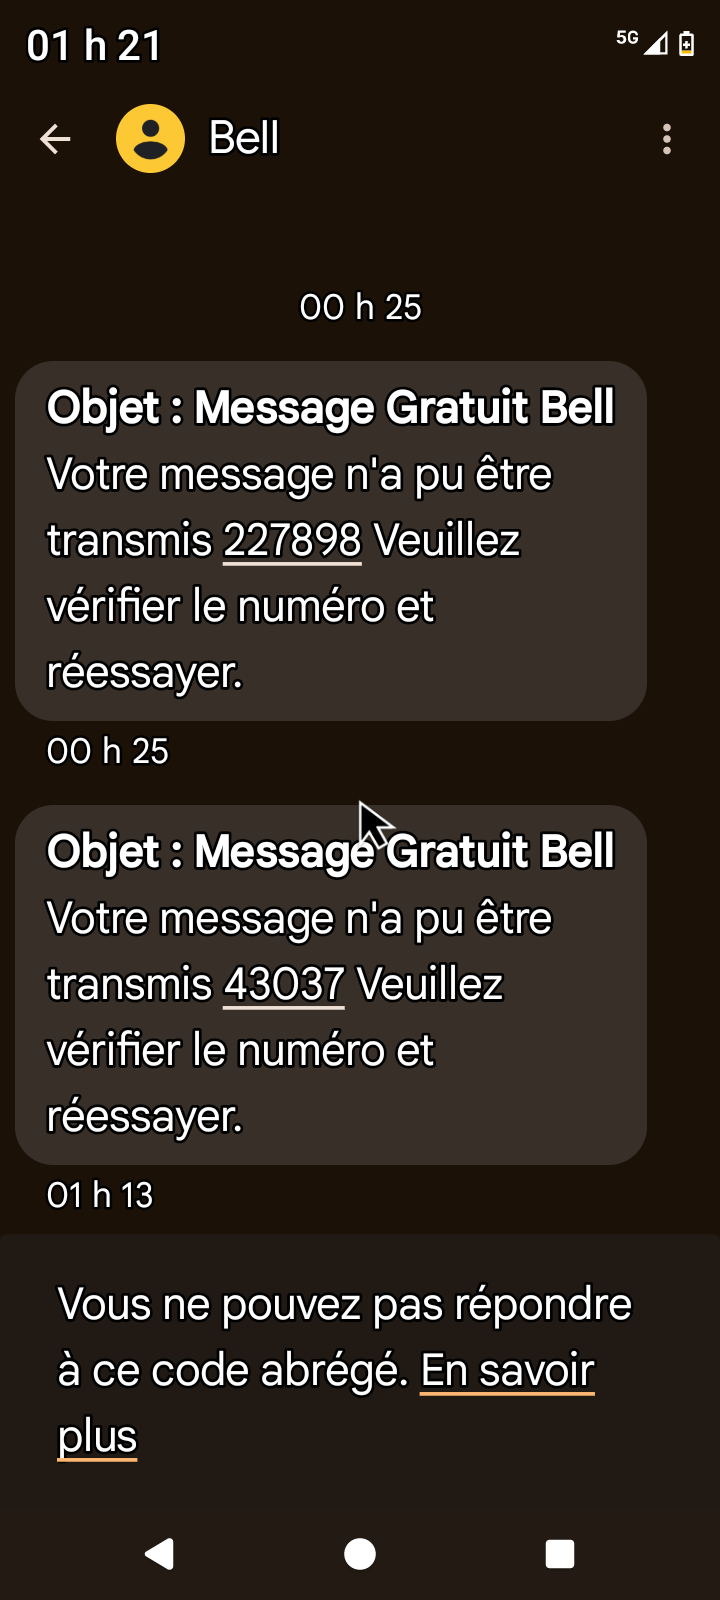 01 h 21
5G
Bell
00 h 25
Objet : Message Gratuit Bell
Votre message n'a pu être
transmis 227898 Veuillez
vérifier le numéro et
réessayer.
00 h 25
Objet : Message Gratuit Bell
Votre message n'a pu être
transmis 43037 Veuillez
vérifier le numéro et
réessayer.
01 h 13
Vous ne pouvez pas répondre
à ce code abrégé. En savoir
plus